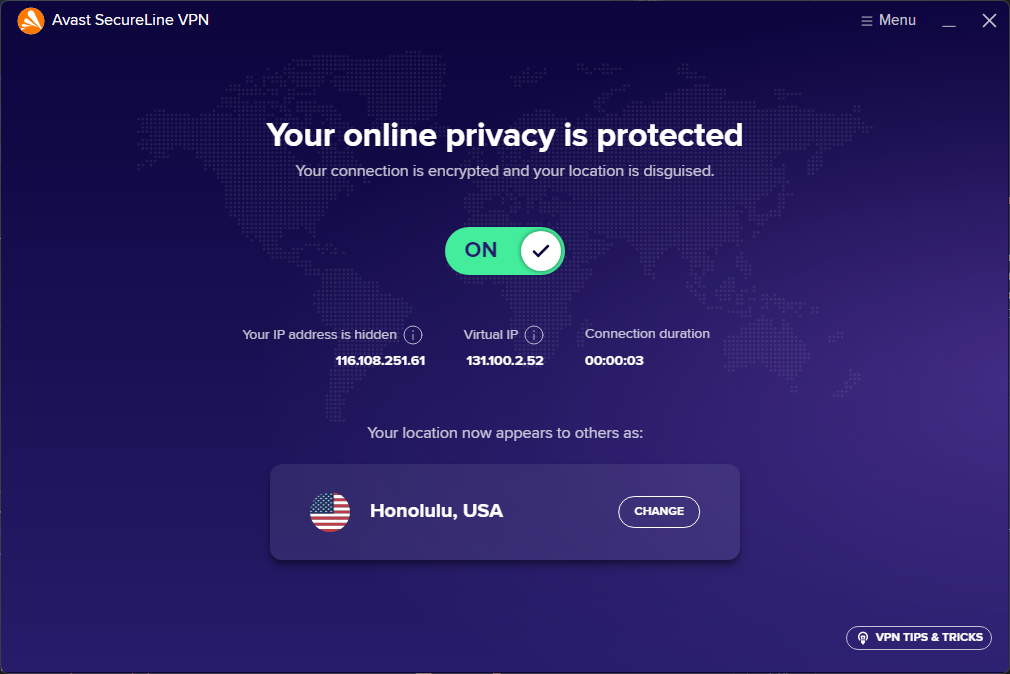 Avast SecureLine VPN
Menu
Your online privacy is protected
Your connection is encrypted and your location is disguised.
ON
Your IP address is hidden
Virtual IP
Connection duration
116.108.251.61
131.100.2.52
00:00:03
Your location now appears to others as:
Honolulu, USA
CHANGE
VPN TIPS & TRICKS